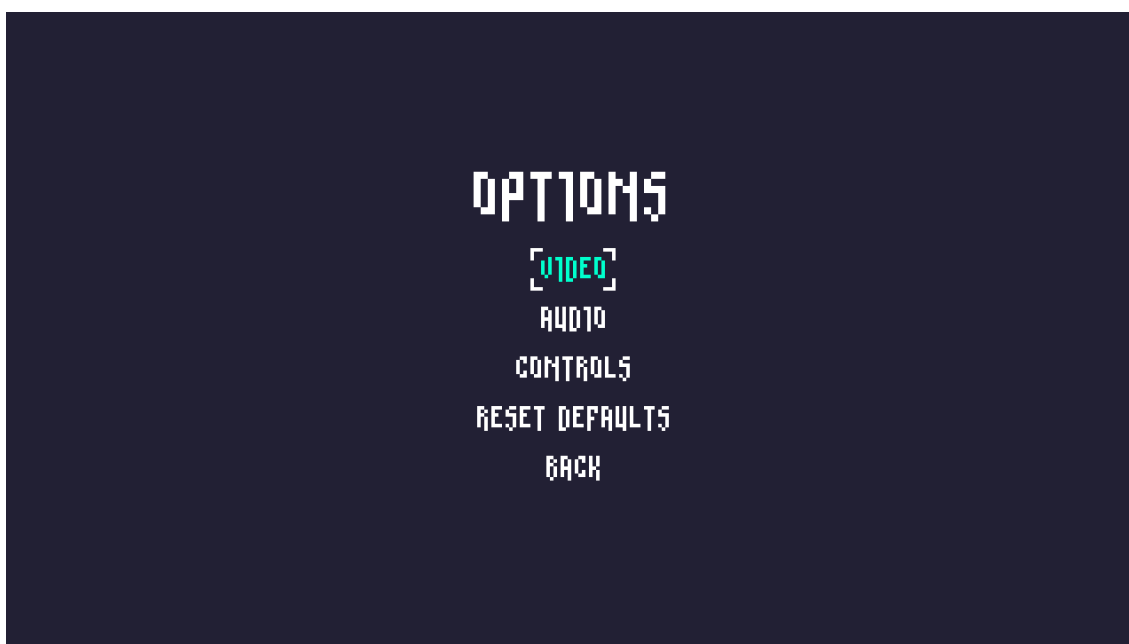 OPTIONS
VIDEO
AUDIO
CONTROLS
RESET DEFAULTS
BACK